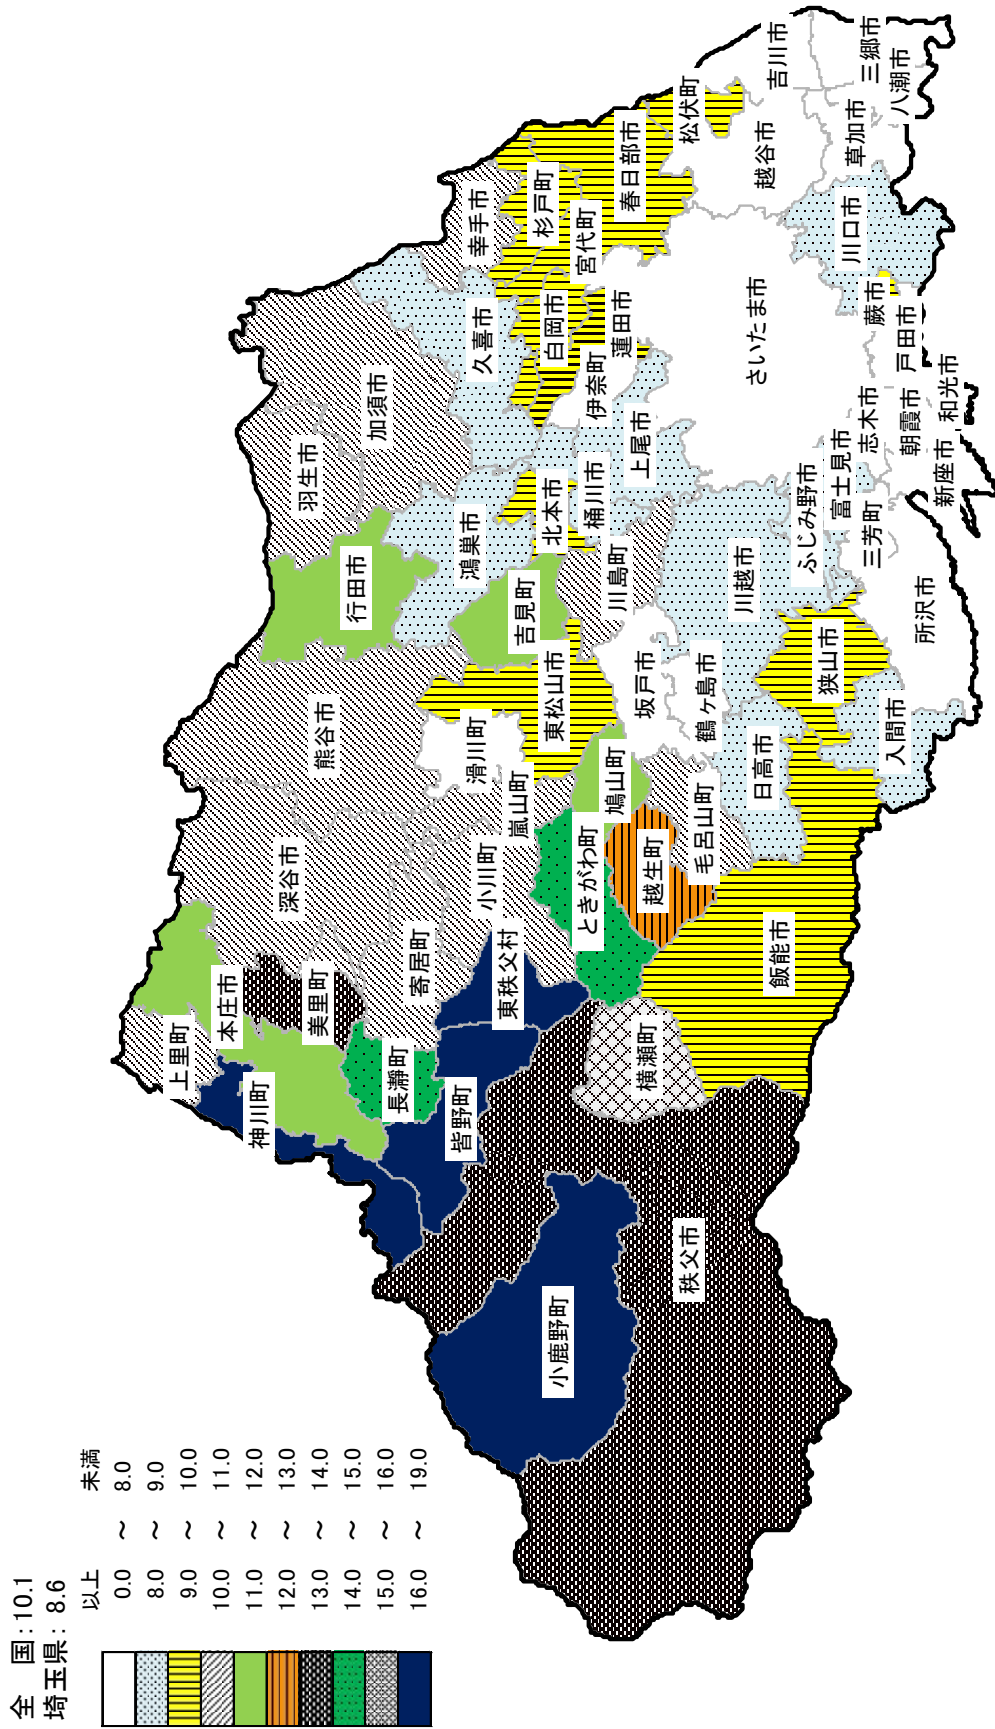 全　国：10.1
埼玉県：8.6
以上　未満
0.0 ～ 8.0
8.0 ～ 9.0
9.0 ～ 10.0
10.0 ～ 11.0
11.0 ～ 12.0
12.0 ～ 13.0
13.0 ～ 14.0
14.0 ～ 15.0
15.0 ～ 16.0
16.0 ～ 19.0
上里町
本庄市
神川町
美里町
深谷市
熊谷市
行田市
羽生市
加須市
長瀞町
寄居町
皆野町
小川町
東秩父村
嵐山町
滑川町
鴻巣市
吉見町
久喜市
幸手市
杉戸町
宮代町
白岡市
春日部市
蓮田市
伊奈町
北本市
桶川市
上尾市
川島町
東松山市
鳩山町
ときがわ町
小鹿野町
秩父市
横瀬町
越生町
毛呂山町
坂戸市
鶴ヶ島市
日高市
飯能市
川越市
狭山市
入間市
所沢市
ふじみ野市
富士見市
三芳町
志木市
新座市
朝霞市
和光市
さいたま市
戸田市
蕨市
川口市
越谷市
松伏町
吉川市
草加市
三郷市
八潮市